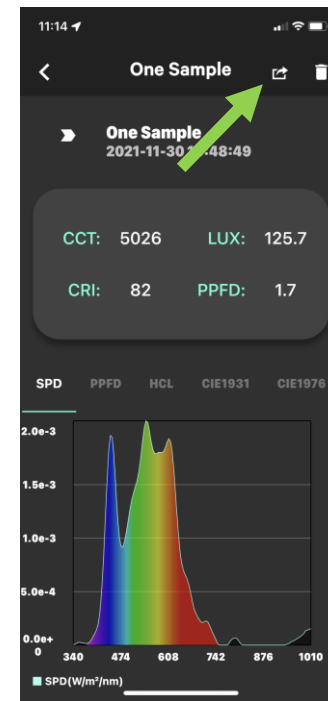 11:14
One Sample
One Sample
2021-11-30 :48:49
CCT: 5026 LUX: 125.7
CRI: 82 PPFD: 1.7
SPD PPFD HCL CIE1931 CIE1976
2.0e-3
1.5e-3
1.0e-3
5.0e-4
0.0e+
0
340 474 608 742 876 1010
SPD(W/m²/nm)